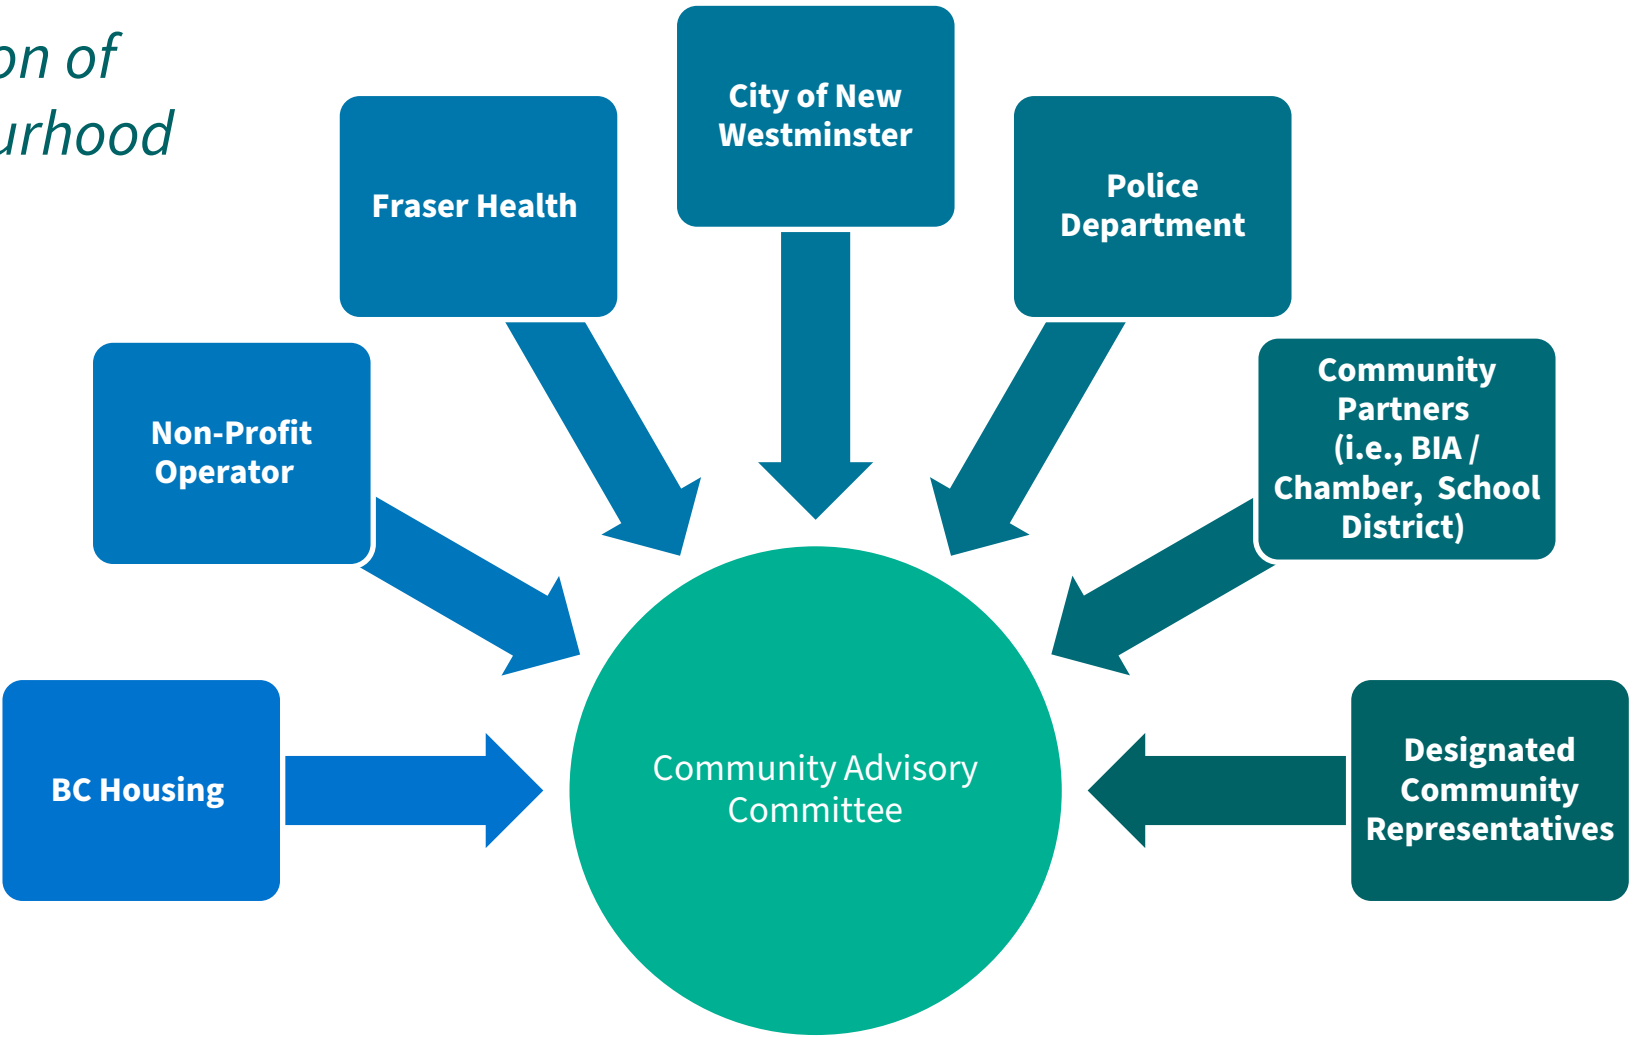 on of
urhood
City of New
Westminster
Fraser Health
Police
Department
Non-Profit
Operator
Community
Partners
(i.e., BIA /
Chamber, School
District)
BC Housing
Community Advisory
Committee
Designated
Community
Representatives